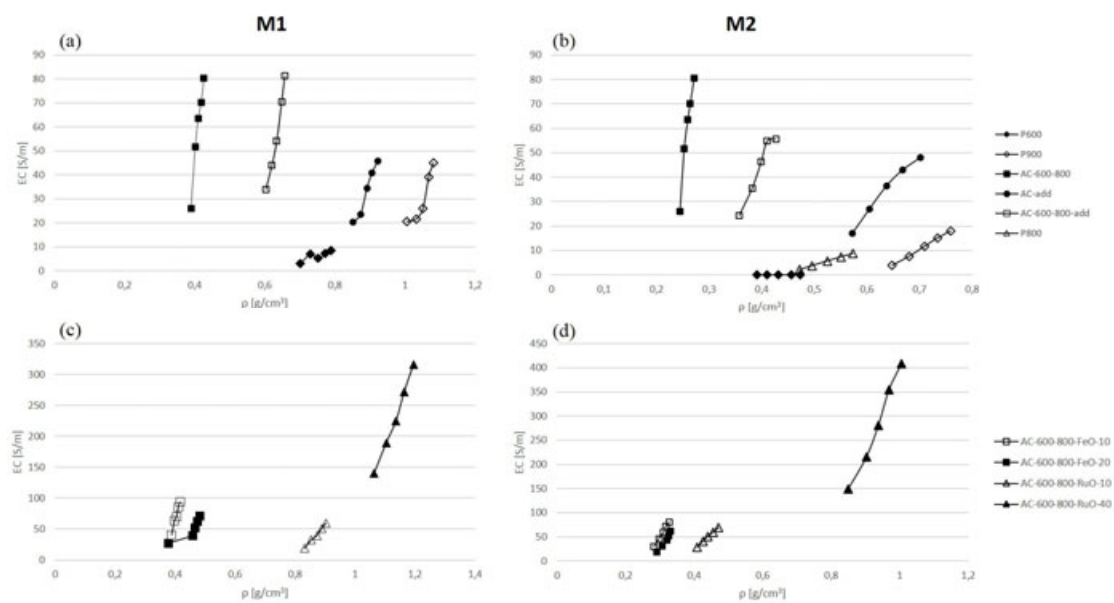 M1
M2
(a)
(b)
90
80
70
60
50
40
30
20
10
0
EC [S/m]
0
0,2
0,4
0,6
0,8
1
1,2
ρ [g/cm³]
90
80
70
60
50
40
30
20
10
0
EC [S/m]
0
0,1
0,2
0,3
0,4
0,5
0,6
0,7
0,8
ρ [g/cm³]
P600
P900
AC-600-800
AC-add
AC-600-800-add
P800
(c)
(d)
350
300
250
200
150
100
50
0
EC [S/m]
0
0,2
0,4
0,6
0,8
1
1,2
1,4
ρ [g/cm³]
450
400
350
300
250
200
150
100
50
0
EC [S/m]
0
0,2
0,4
0,6
0,8
1
1,2
ρ [g/cm³]
AC-600-800-FeO-10
AC-600-800-FeO-20
AC-600-800-RuO-10
AC-600-800-RuO-40